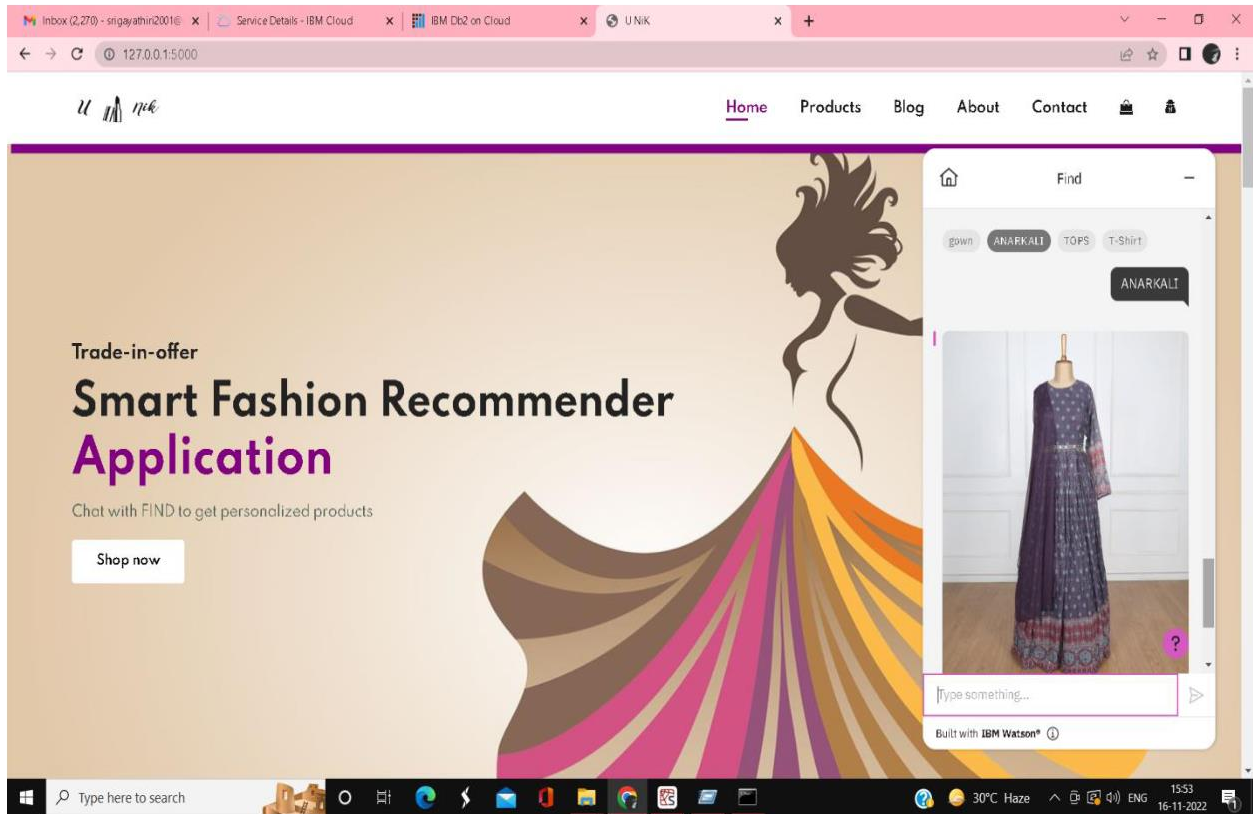 Inbox (2,270) - srigayathiri2001@ Service Details - IBM Cloud IBM Db2 on Cloud U NiK
127.0.0.1:5000
U nik Home Products Blog About Contact
Find
gown ANARKALI TOPS T-Shirt
ANARKALI
Trade-in-offer
Smart Fashion Recommender
Application
Chat with FIND to get personalized products
Shop now
?
Type something...
Built with IBM Watson®
Type here to search 30°C Haze ENG 15:53
16-11-2022 1